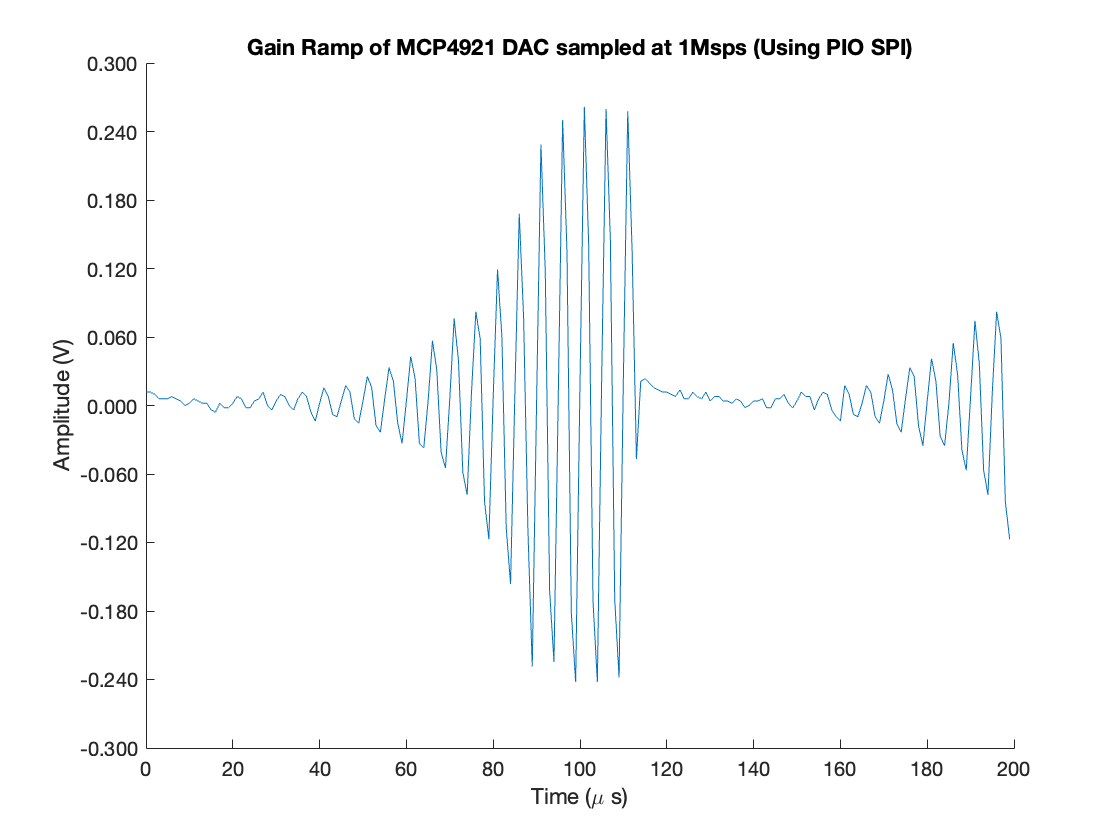 Gain Ramp of MCP4921 DAC sampled at 1Msps (Using PIO SPI)
0.300
0.240
0.180
0.120
0.060
0.000
-0.060
-0.120
-0.180
-0.240
-0.300
Amplitude (V)
0 20 40 60 80 100 120 140 160 180 200
Time (μ s)